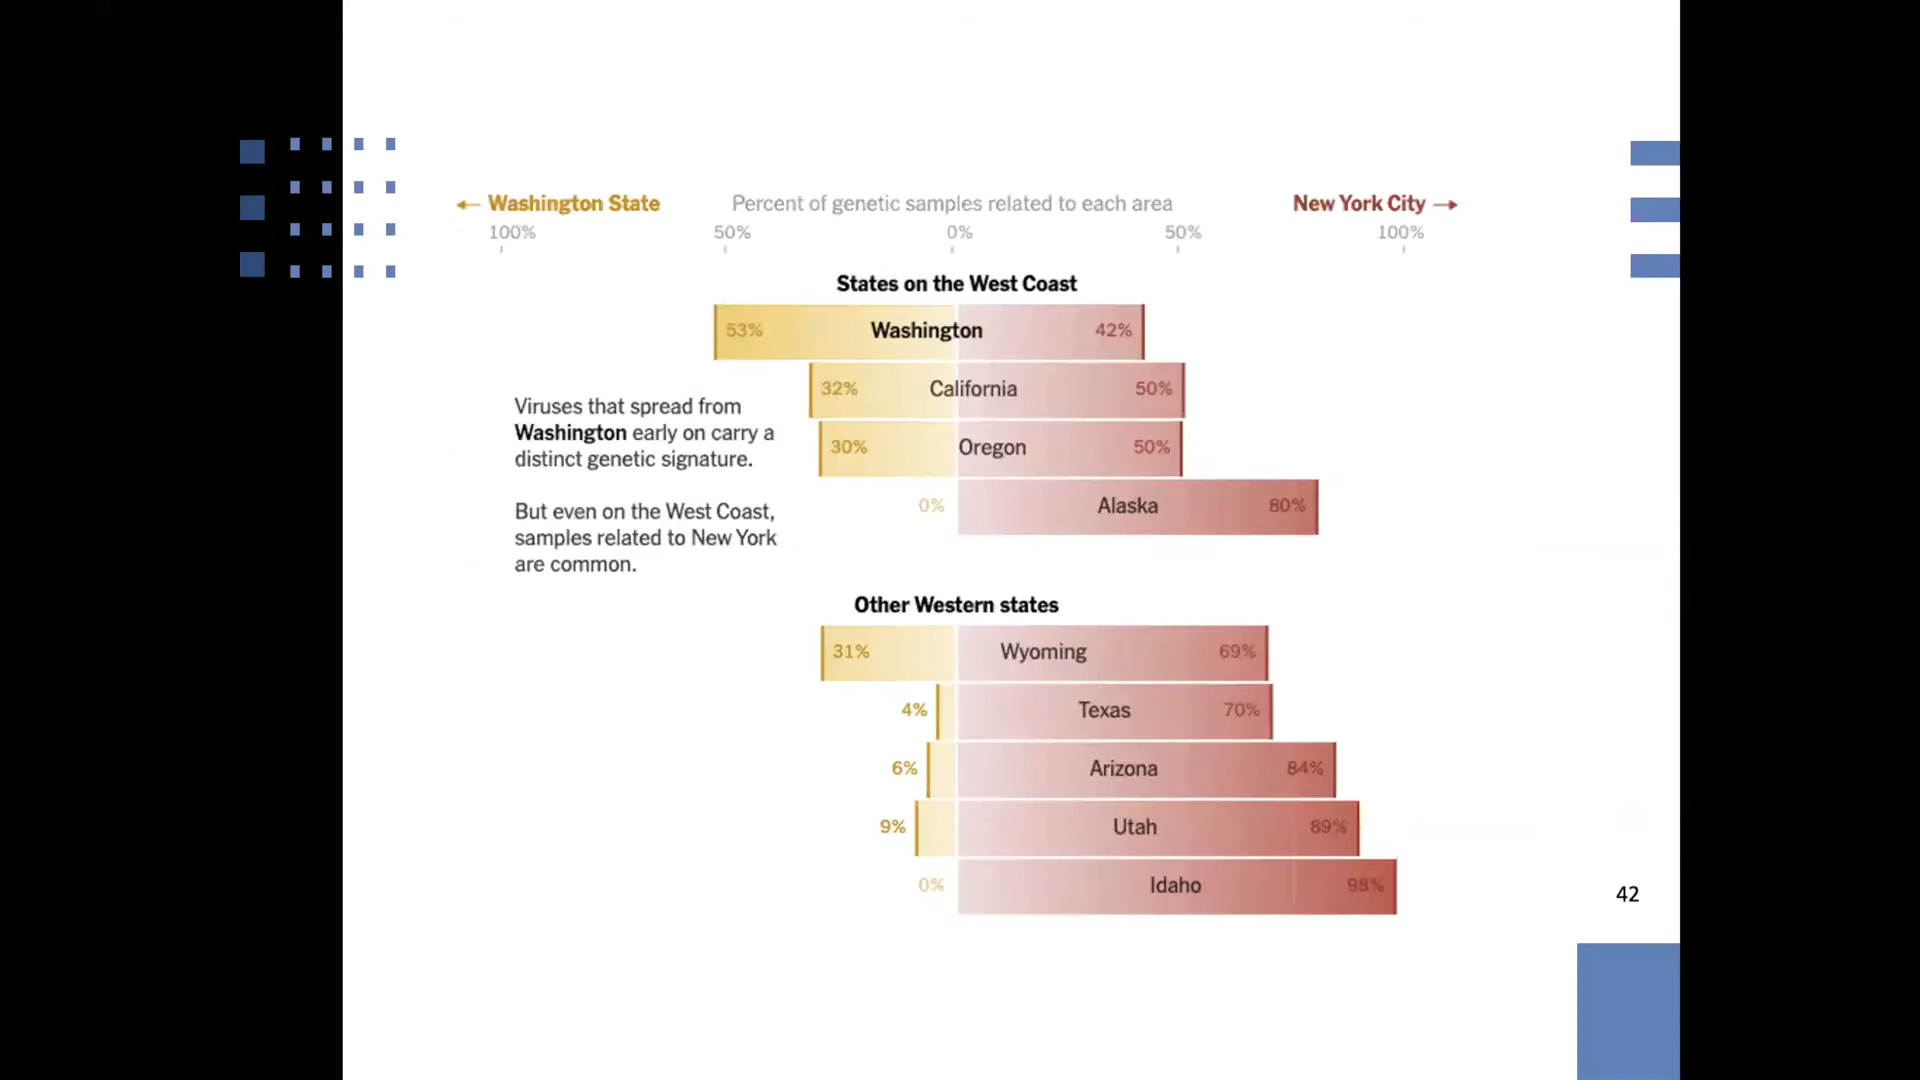 ← Washington State Percent of genetic samples related to each area New York City →
100% 50% 0% 50% 100%
States on the West Coast
53% Washington 42%
32% California 50%
30% Oregon 50%
0% Alaska 80%
Viruses that spread from
Washington early on carry a
distinct genetic signature.
But even on the West Coast,
samples related to New York
are common.
Other Western states
31% Wyoming 69%
4% Texas 70%
6% Arizona 84%
9% Utah 89%
0% Idaho 98%
42